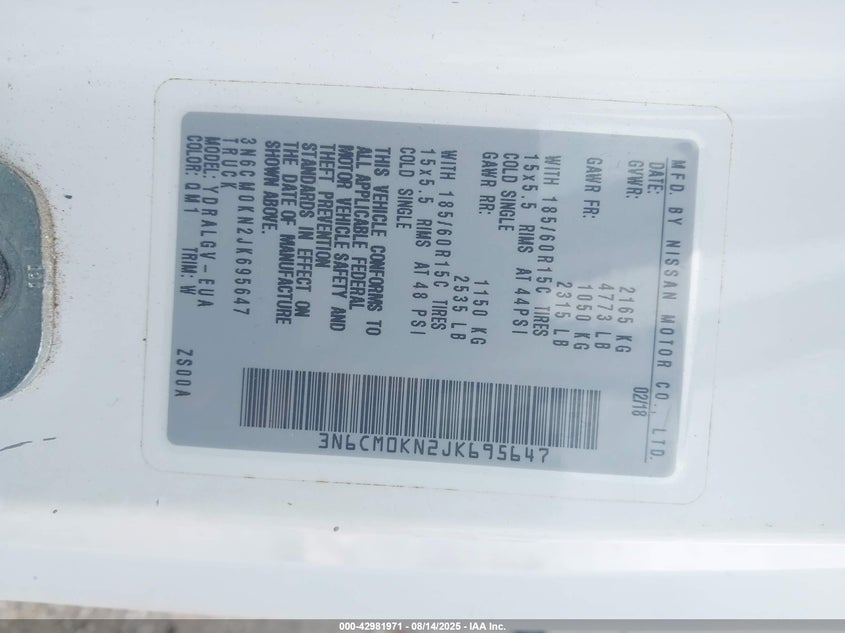 MFD. BY NISSAN MOTOR CO., LTD.
DATE: 02/18
GVWR: 2165 KG
4773 LB
GAWR FR: 1050 KG
2315 LB
WITH 185/60R15C TIRES
15x5.5 RIMS AT 44PSI
COLD SINGLE
GAWR RR: 1150 KG
2535 LB
WITH 185/60R15C TIRES
15x5.5 RIMS AT 48 PSI
COLD SINGLE
THIS VEHICLE CONFORMS TO
ALL APPLICABLE FEDERAL
MOTOR VEHICLE SAFETY AND
THEFT PREVENTION
STANDARDS IN EFFECT ON
THE DATE OF MANUFACTURE
SHOWN ABOVE.
3N6CM0KN2JK695647
TRUCK
MODEL: YDRALGV-EUA
COLOR: QM1 TRIM: W ZS00A
3N6CM0KN2JK695647
000-42981971 | 08/14/2025 - IAA Inc.